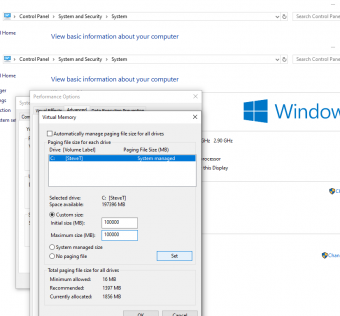 Control Panel › System and Security › System
Search Control Pane
Home
View basic information about your computer
Control Panel › System and Security › System
Search Control Panel
Home
View basic information about your computer
Performance Options
Advanced
Virtual Memory
Automatically manage paging file size for all drives
Paging file size for each drive
Drive [Volume Label]
Paging File Size (MB)
C: [SteveT]
System managed
Selected drive: C: [SteveT]
Space available: 197396 MB
Custom size:
Initial size (MB): 100000
Maximum size (MB): 100000
System managed size
No paging file
Set
Total paging file size for all drives
Minimum allowed: 16 MB
Recommended: 1397 MB
Currently allocated: 1856 MB
OK
Cancel
Window
GHz 2.90 GHz
rocessor
this Display
Chan